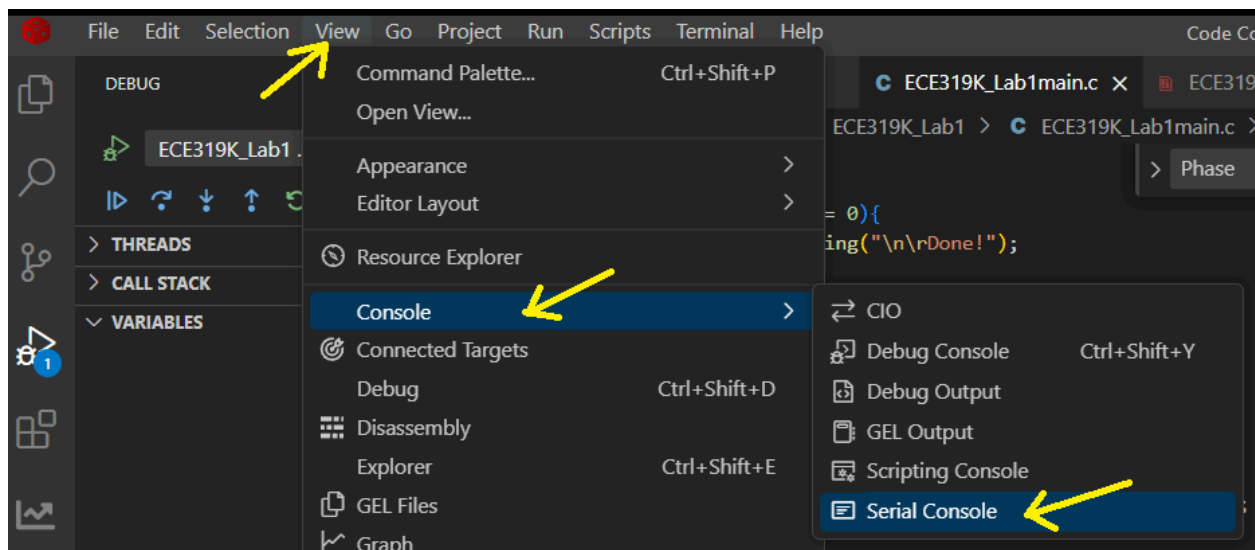 File Edit Selection View Go Project Run Scripts Terminal Help
Code Co
DEBUG
ECE319K_Lab1 .
THREADS
CALL STACK
VARIABLES
1
Command Palette... Ctrl+Shift+P
Open View...
Appearance
Editor Layout
Resource Explorer
Console
Connected Targets
Debug Ctrl+Shift+D
Disassembly
Explorer Ctrl+Shift+E
GEL Files
Graph
C ECE319K_Lab1main.c ECE319
ECE319K_Lab1 > C ECE319K_Lab1main.c >
> Phase
= 0){
ing("\n\rDone!");
CIO
Debug Console Ctrl+Shift+Y
Debug Output
GEL Output
Scripting Console
Serial Console